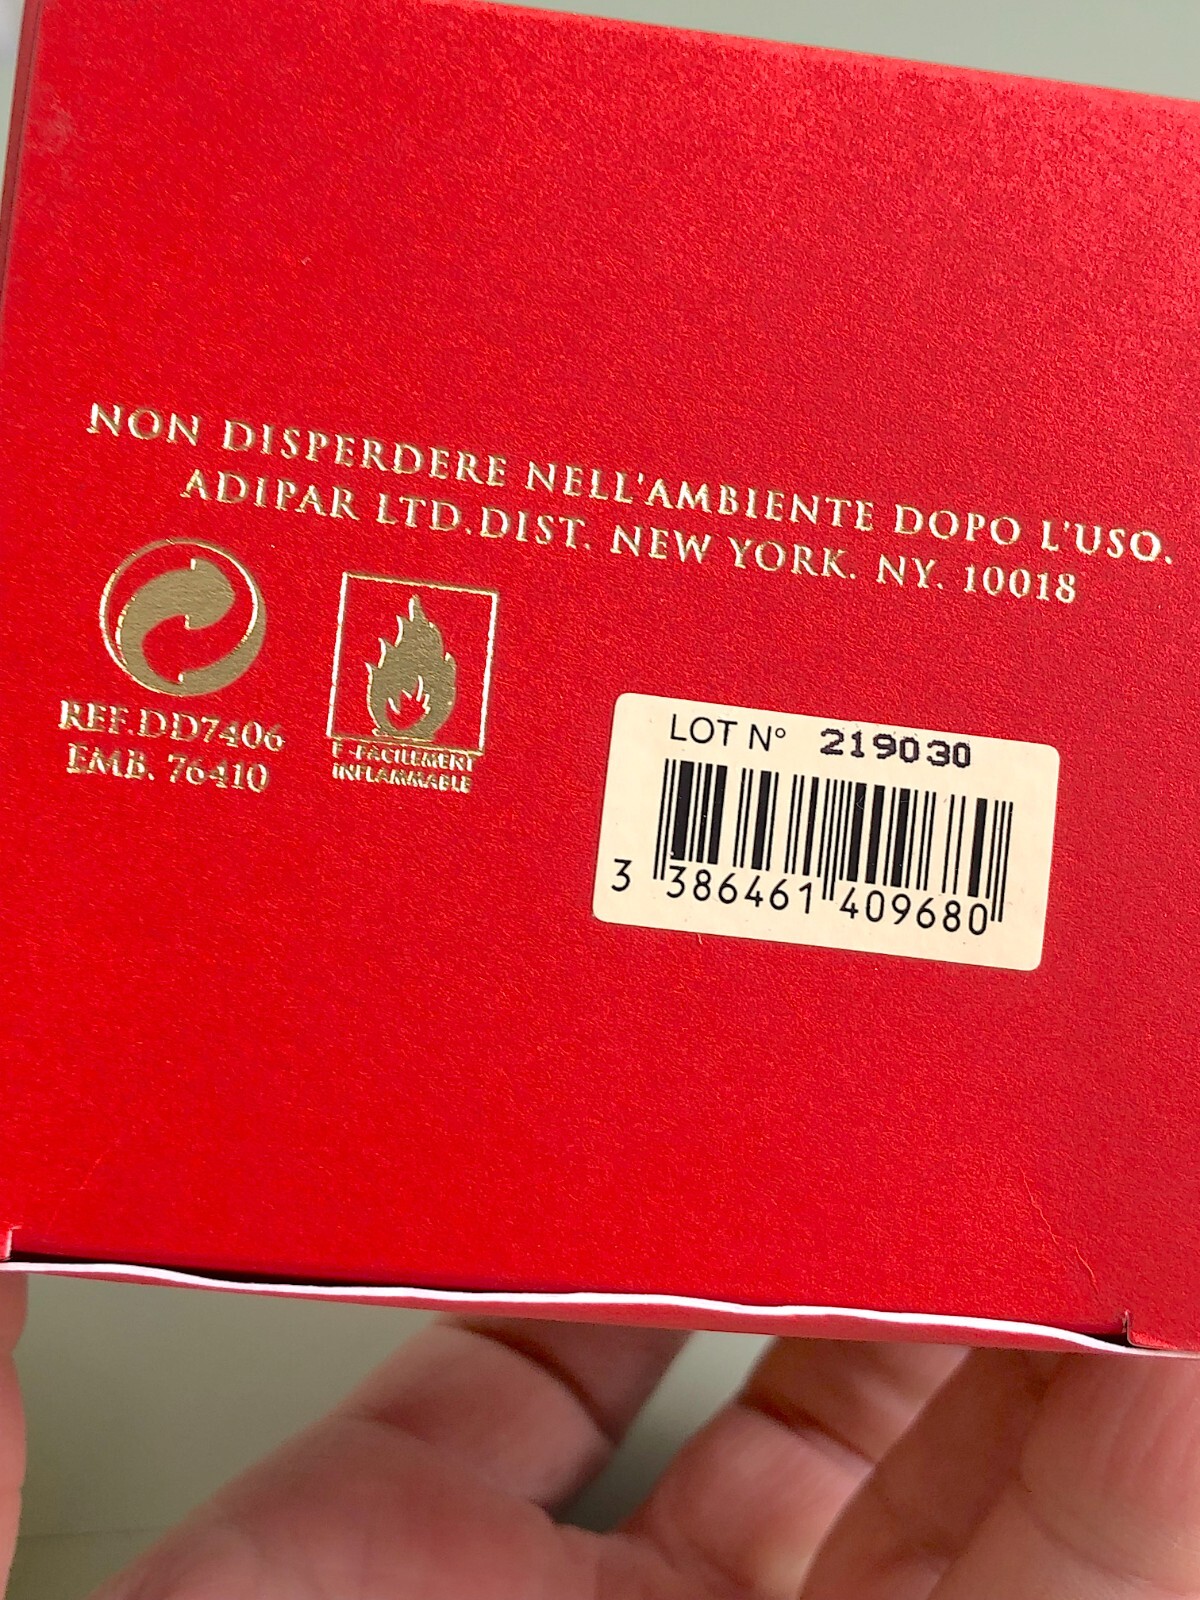 NON DISPERDERE NELL'AMBIENTE DOPO L'USO.
ADIPAR LTD.DIST. NEW YORK. NY. 10018
REF.DD7406
EMB. 76410
F -FACILEMENT
INFLAMMABLE
LOT N° 219030
3 386461 409680